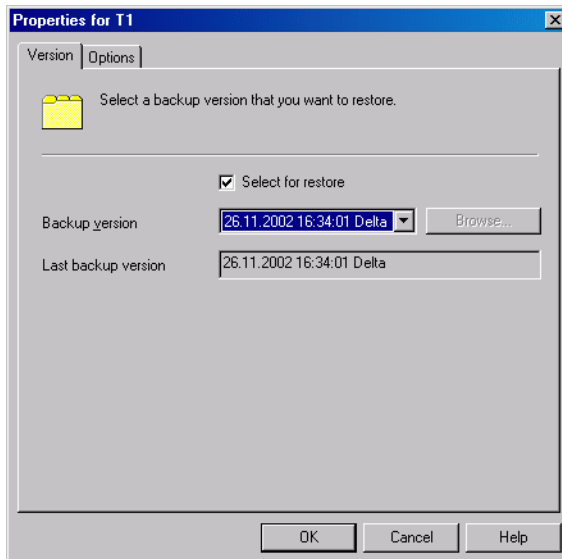 Properties for T1
Version Options
Select a backup version that you want to restore.
Select for restore
Backup version 26.11.2002 16:34:01 Delta Browse...
Last backup version 26.11.2002 16:34:01 Delta
OK Cancel Help